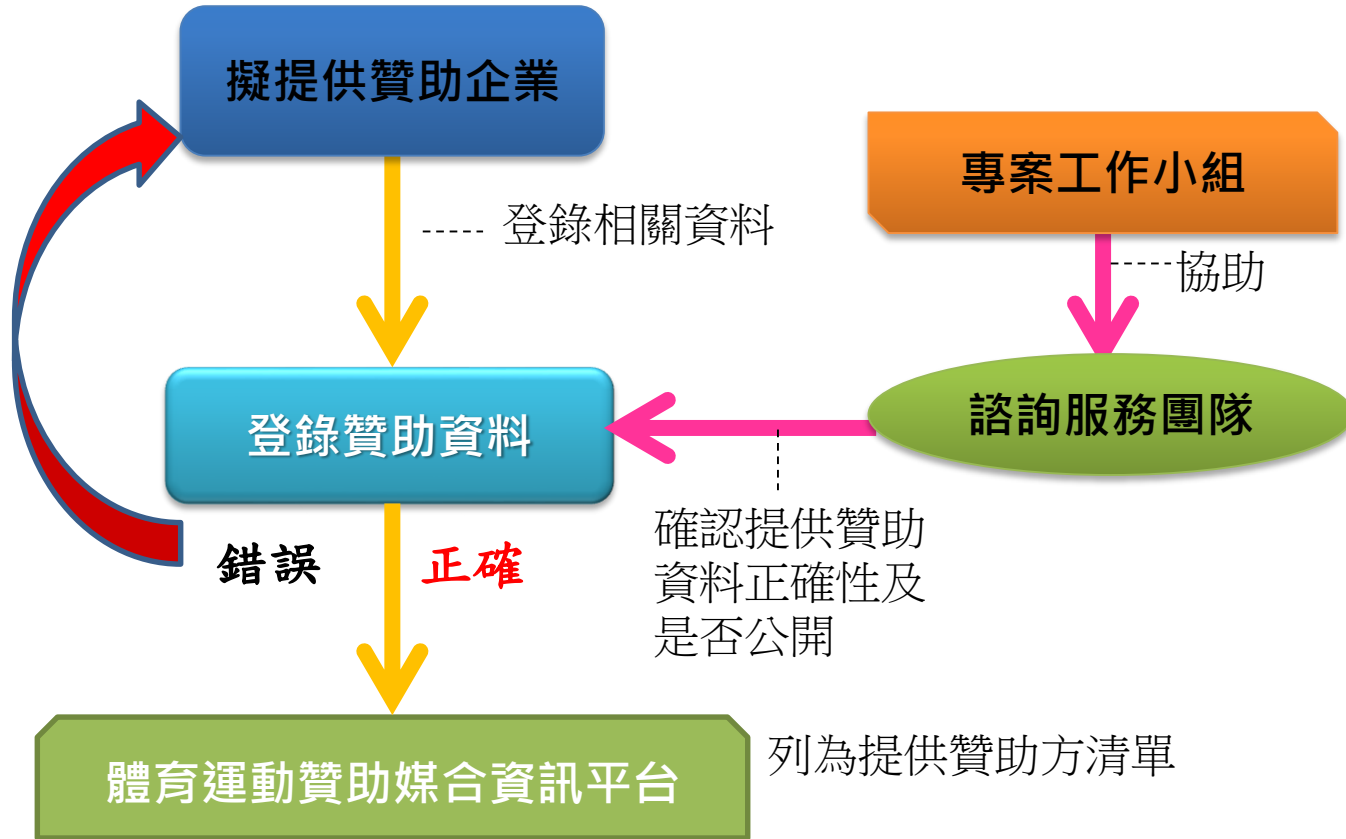 擬提供贊助企業
專案工作小組
登錄相關資料
協助
登錄贊助資料
諮詢服務團隊
確認提供贊助
資料正確性及
是否公開
錯誤
正確
體育運動贊助媒合資訊平台
列為提供贊助方清單